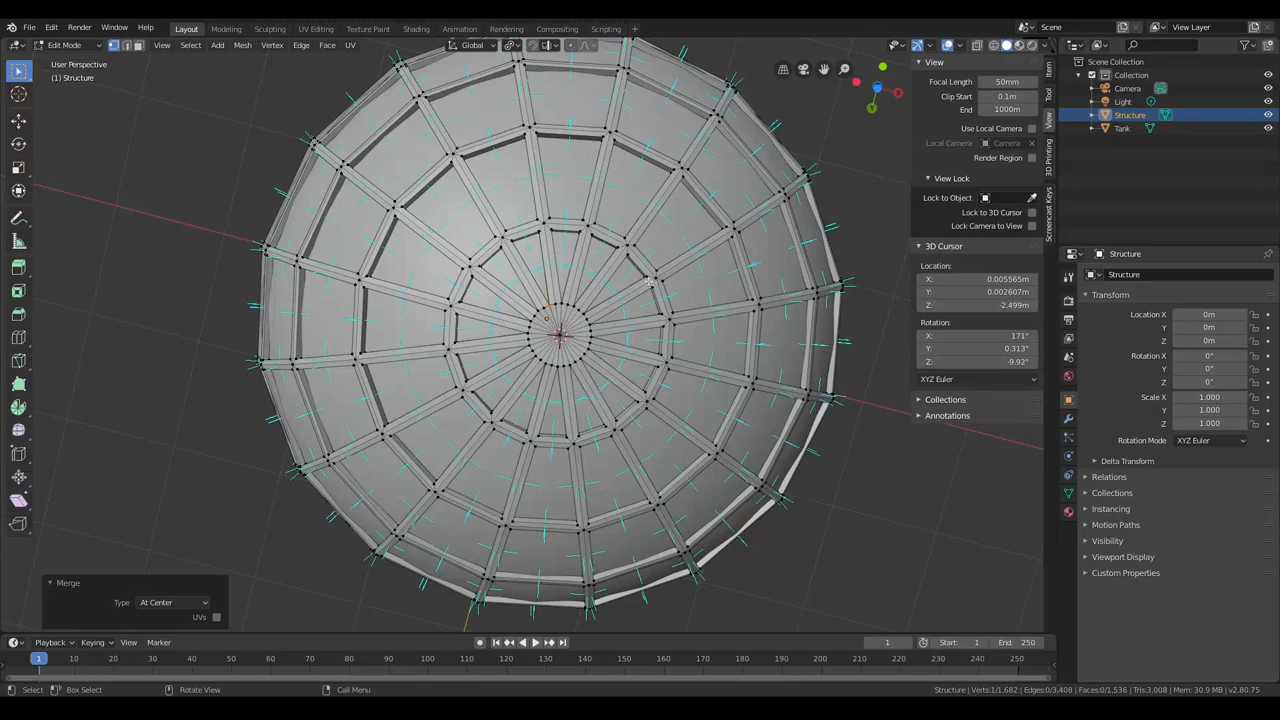 File Edit Render Window Help Layout Modeling Sculpting UV Editing Texture Paint Shading Animation Rendering Compositing Scripting + Scene View Layer
Edit Mode View Select Add Mesh Vertex Edge Face UV Global
User Perspective
(1) Structure
View
Focal Length 50mm
Clip Start 0.1m
End 1000m
Use Local Camera
Local Camera Camera
Render Region
View Lock
Lock to Object
Lock to 3D Cursor
Lock Camera to View
3D Cursor
Location:
X: 0.005565m
Y: 0.002607m
Z: -2.499m
Rotation:
X: 171°
Y: 0.313°
Z: -9.92°
XYZ Euler
Collections
Annotations
Item
Tool
View
3D Printing
Screencast Keys
Scene Collection
Collection
Camera
Light
Structure
Tank
Structure
Structure
Transform
Location X 0m
Y 0m
Z 0m
Rotation X 0°
Y 0°
Z 0°
Scale X 1.000
Y 1.000
Z 1.000
Rotation Mode XYZ Euler
Delta Transform
Relations
Collections
Instancing
Motion Paths
Visibility
Viewport Display
Custom Properties
X
Y
Merge
Type At Center
UVs
Playback Keying View Marker 1 Start: 1 End: 250
1 10 20 30 40 50 60 70 80 90 100 110 120 130 140 150 160 170 180 190 200 210 220 230 240 250
Select Box Select Rotate View Call Menu Structure | Verts:1/1,682 | Edges:0/3,408 | Faces:0/1,536 | Tris:3,008 | Mem: 30.9 MB | v2.80.75